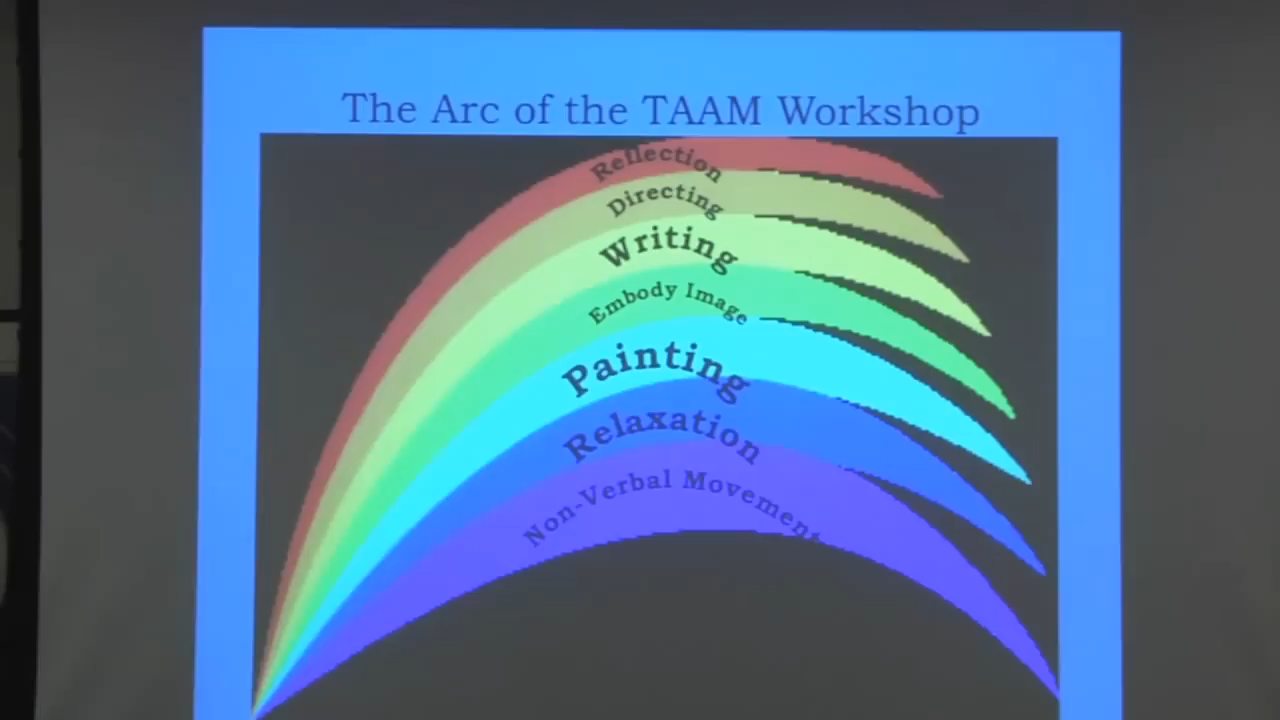 The Arc of the TAAM Workshop
Reflection
Directing
Writing
Embody Image
Painting
Relaxation
Non-Verbal Movement